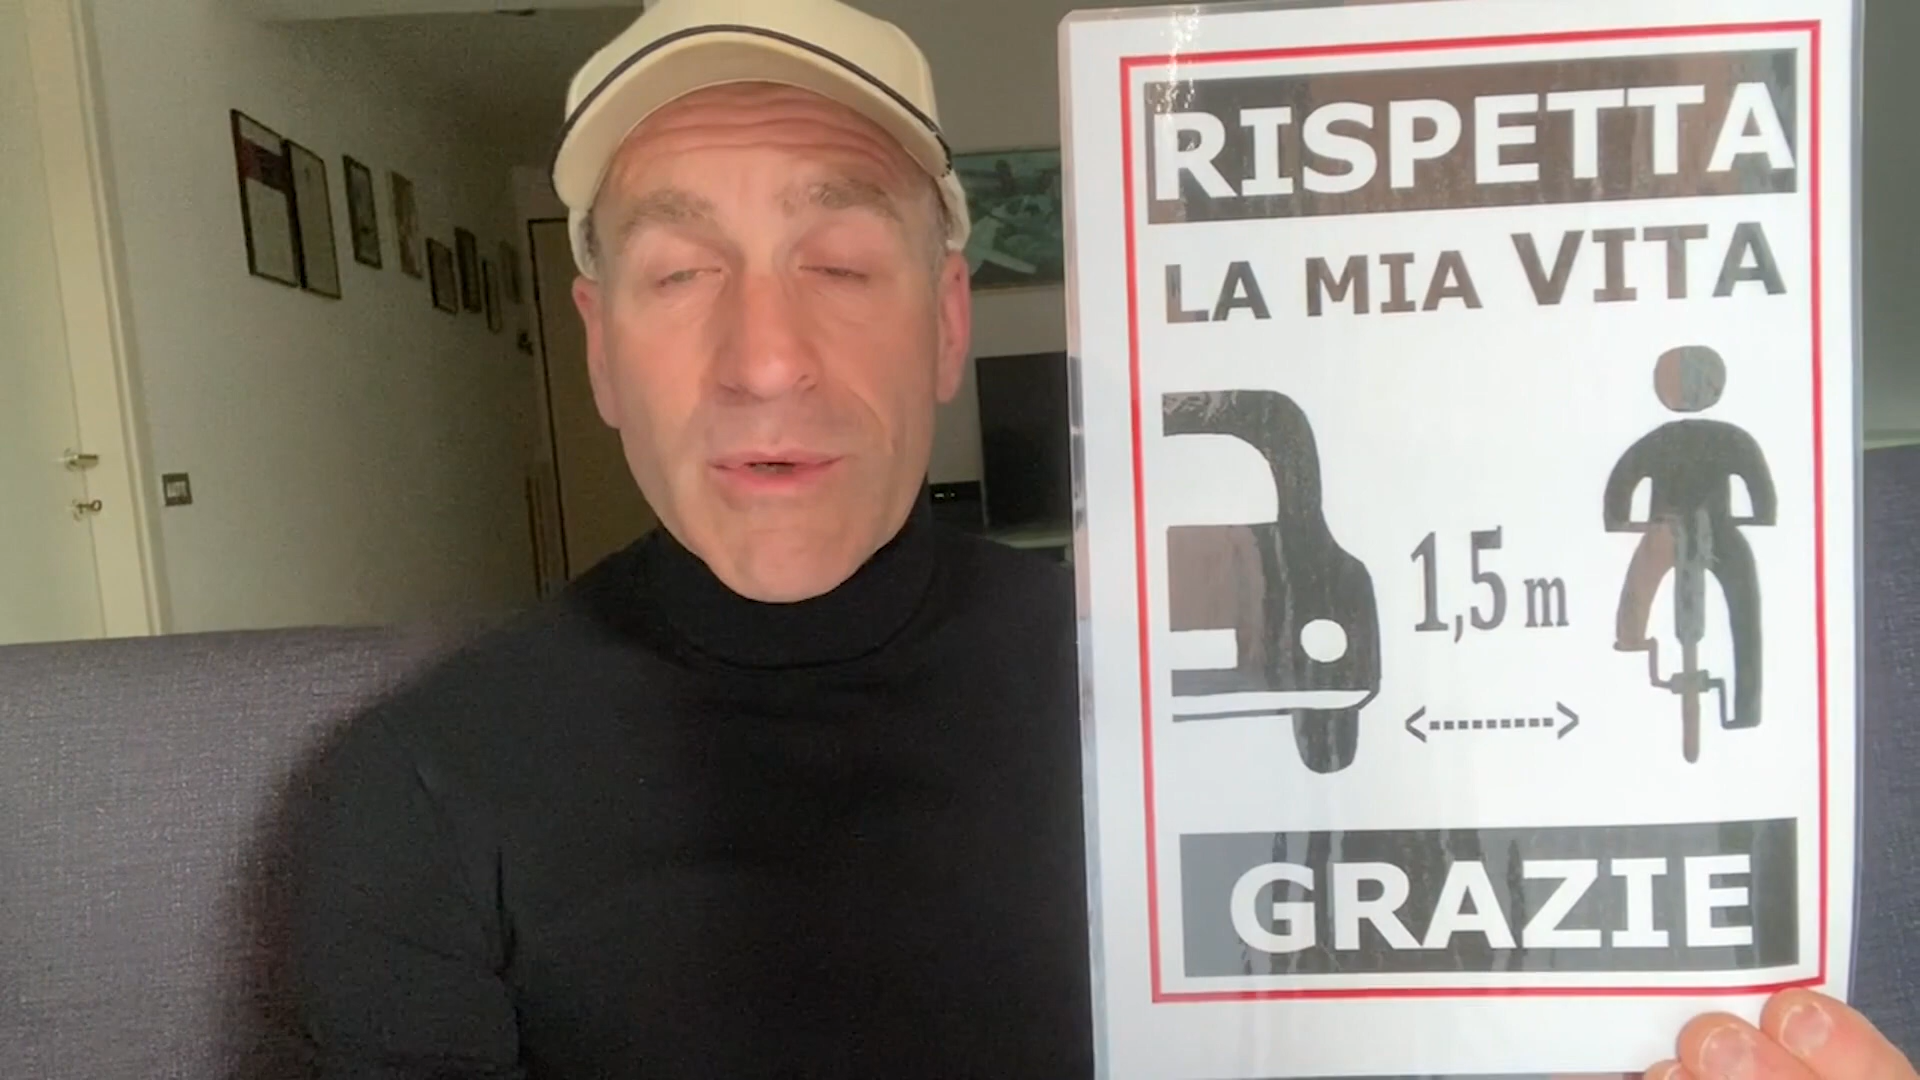 RISPETTA
LA MIA VITA
1,5 m
<--------->
GRAZIE